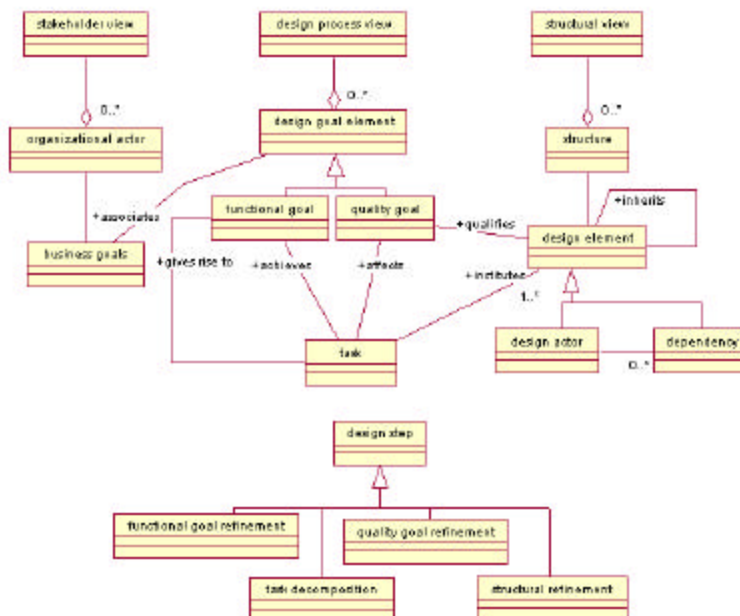 stakeholder view
design process view
structural view
0..*
0..*
0..*
organizational actor
design goal element
structure
+associates
functional goal
quality goal
+inherits
+qualifies
design element
business goals
+gives rise to
+achieves
+affects
+institutes
1..*
task
design actor
dependency
0..*
design step
functional goal refinement
quality goal refinement
task decomposition
structural refinement